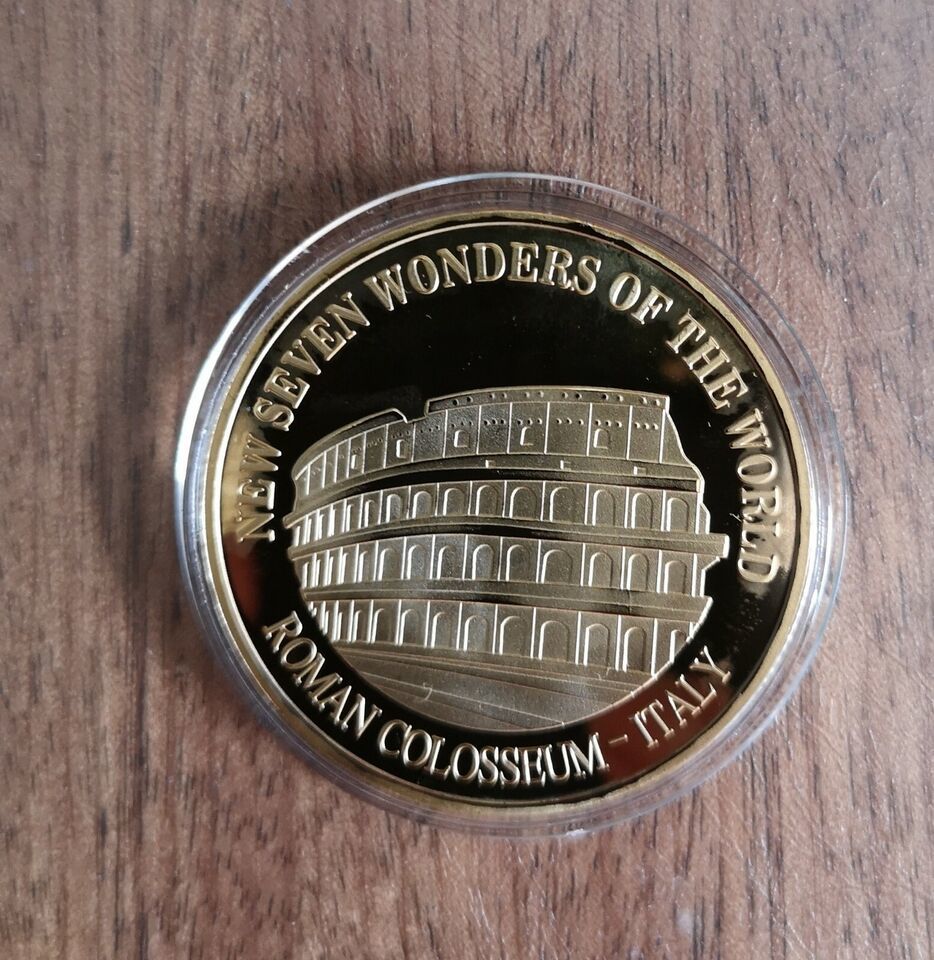 NEW SEVEN WONDERS OF THE WORLD
ROMAN COLOSSEUM - ITALY